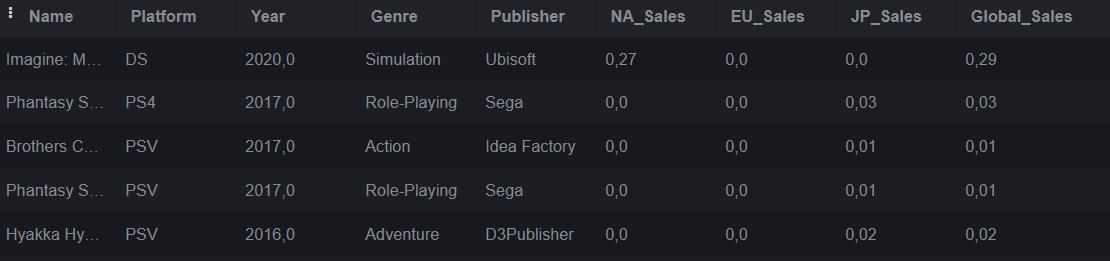 Name Platform Year Genre Publisher NA_Sales EU_Sales JP_Sales Global_Sales
Imagine: M... DS 2020,0 Simulation Ubisoft 0,27 0,0 0,0 0,29
Phantasy S... PS4 2017,0 Role-Playing Sega 0,0 0,0 0,03 0,03
Brothers C... PSV 2017,0 Action Idea Factory 0,0 0,0 0,01 0,01
Phantasy S... PSV 2017,0 Role-Playing Sega 0,0 0,0 0,01 0,01
Hyakka Hy... PSV 2016,0 Adventure D3Publisher 0,0 0,0 0,02 0,02